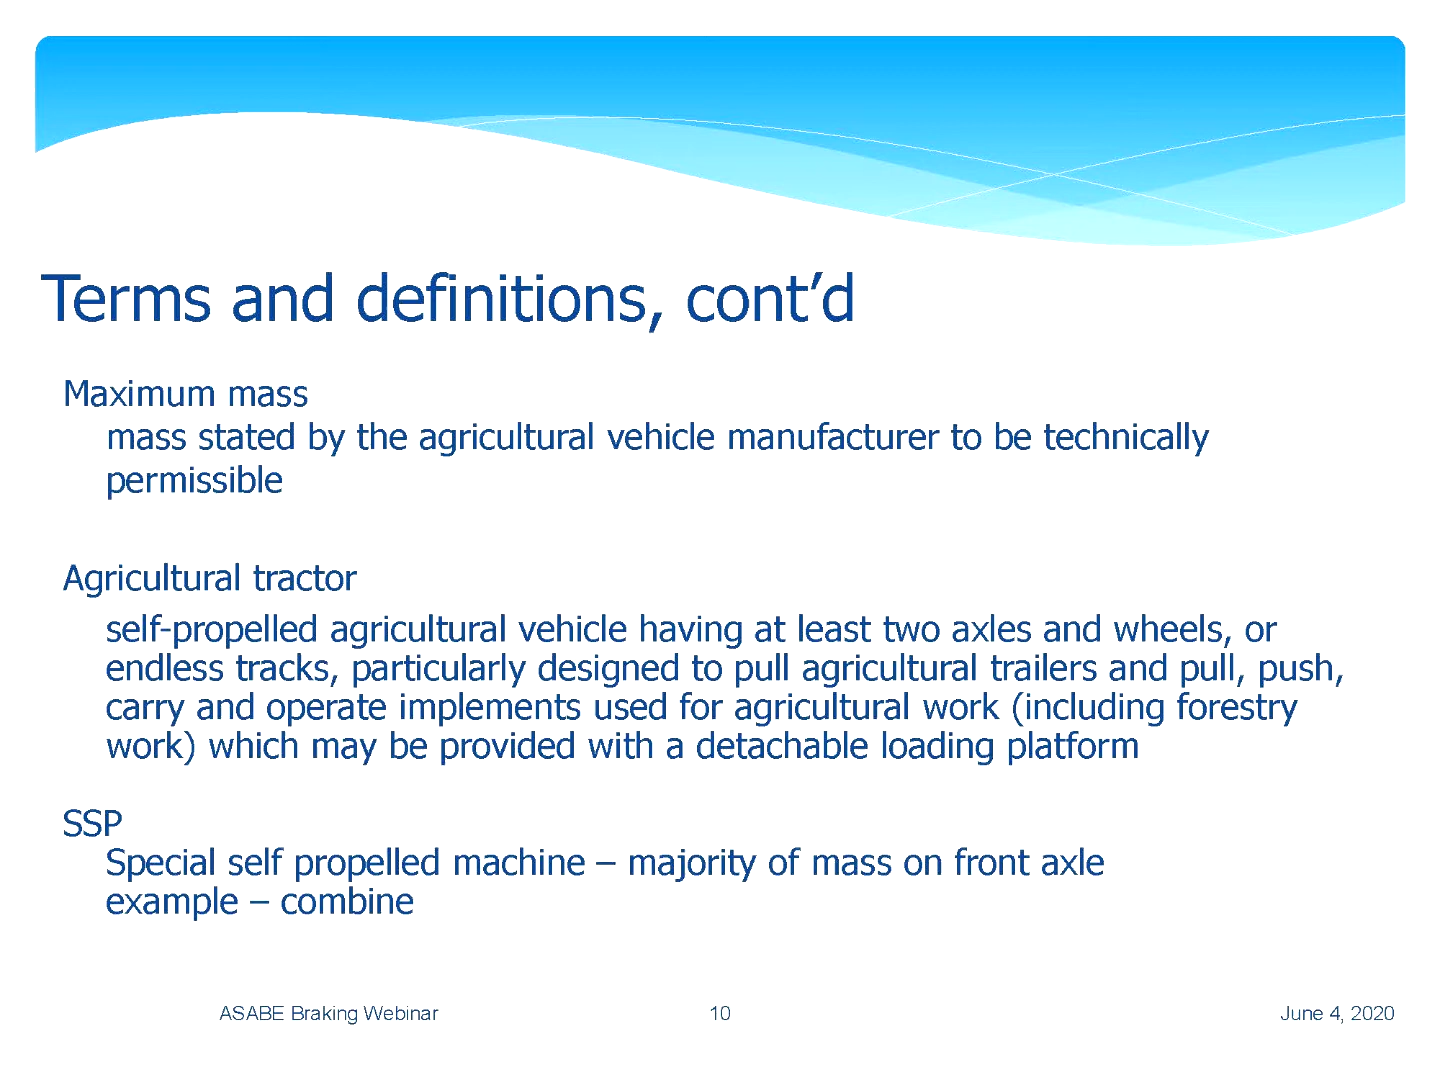 Terms and definitions, cont’d
Maximum mass
mass stated by the agricultural vehicle manufacturer to be technically
permissible
Agricultural tractor
self-propelled agricultural vehicle having at least two axles and wheels, or
endless tracks, particularly designed to pull agricultural trailers and pull, push,
carry and operate implements used for agricultural work (including forestry
work) which may be provided with a detachable loading platform
SSP
Special self propelled machine – majority of mass on front axle
example – combine
ASABE Braking Webinar
10
June 4, 2020